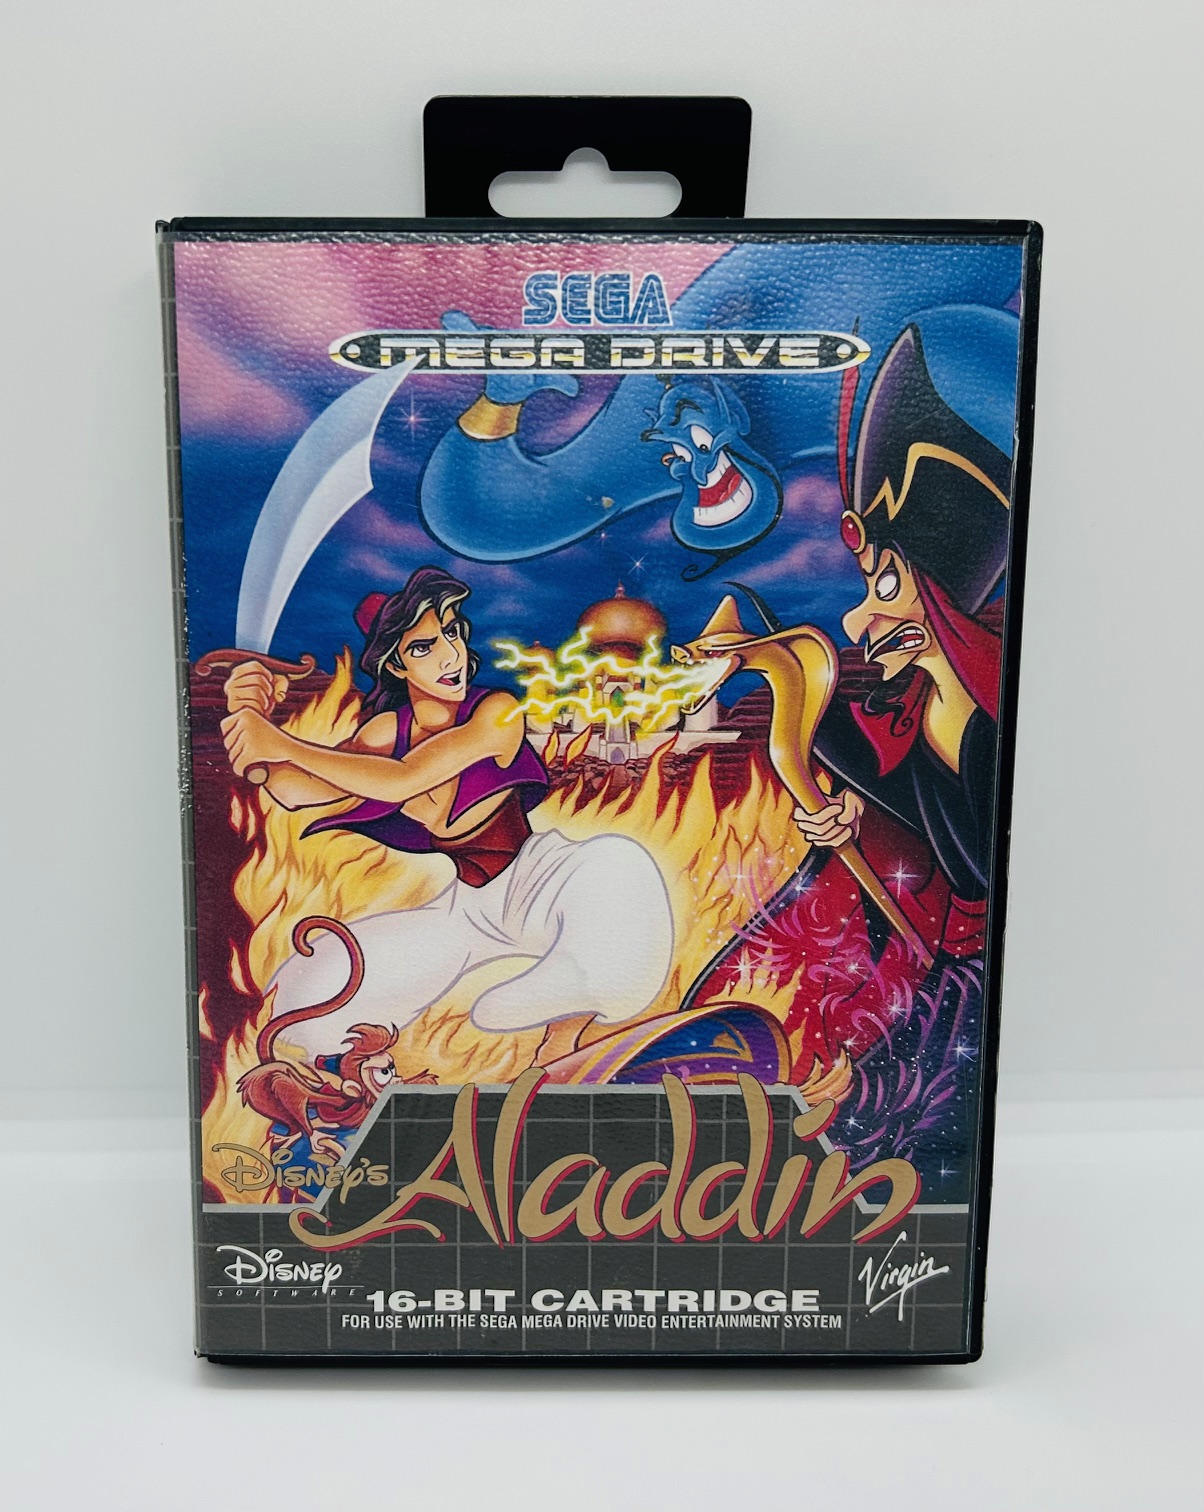 SEGA
MEGA DRIVE
DISNEY'S Aladdin
DISNEY
SOFTWARE
Virgin
16-BIT CARTRIDGE
FOR USE WITH THE SEGA MEGA DRIVE VIDEO ENTERTAINMENT SYSTEM